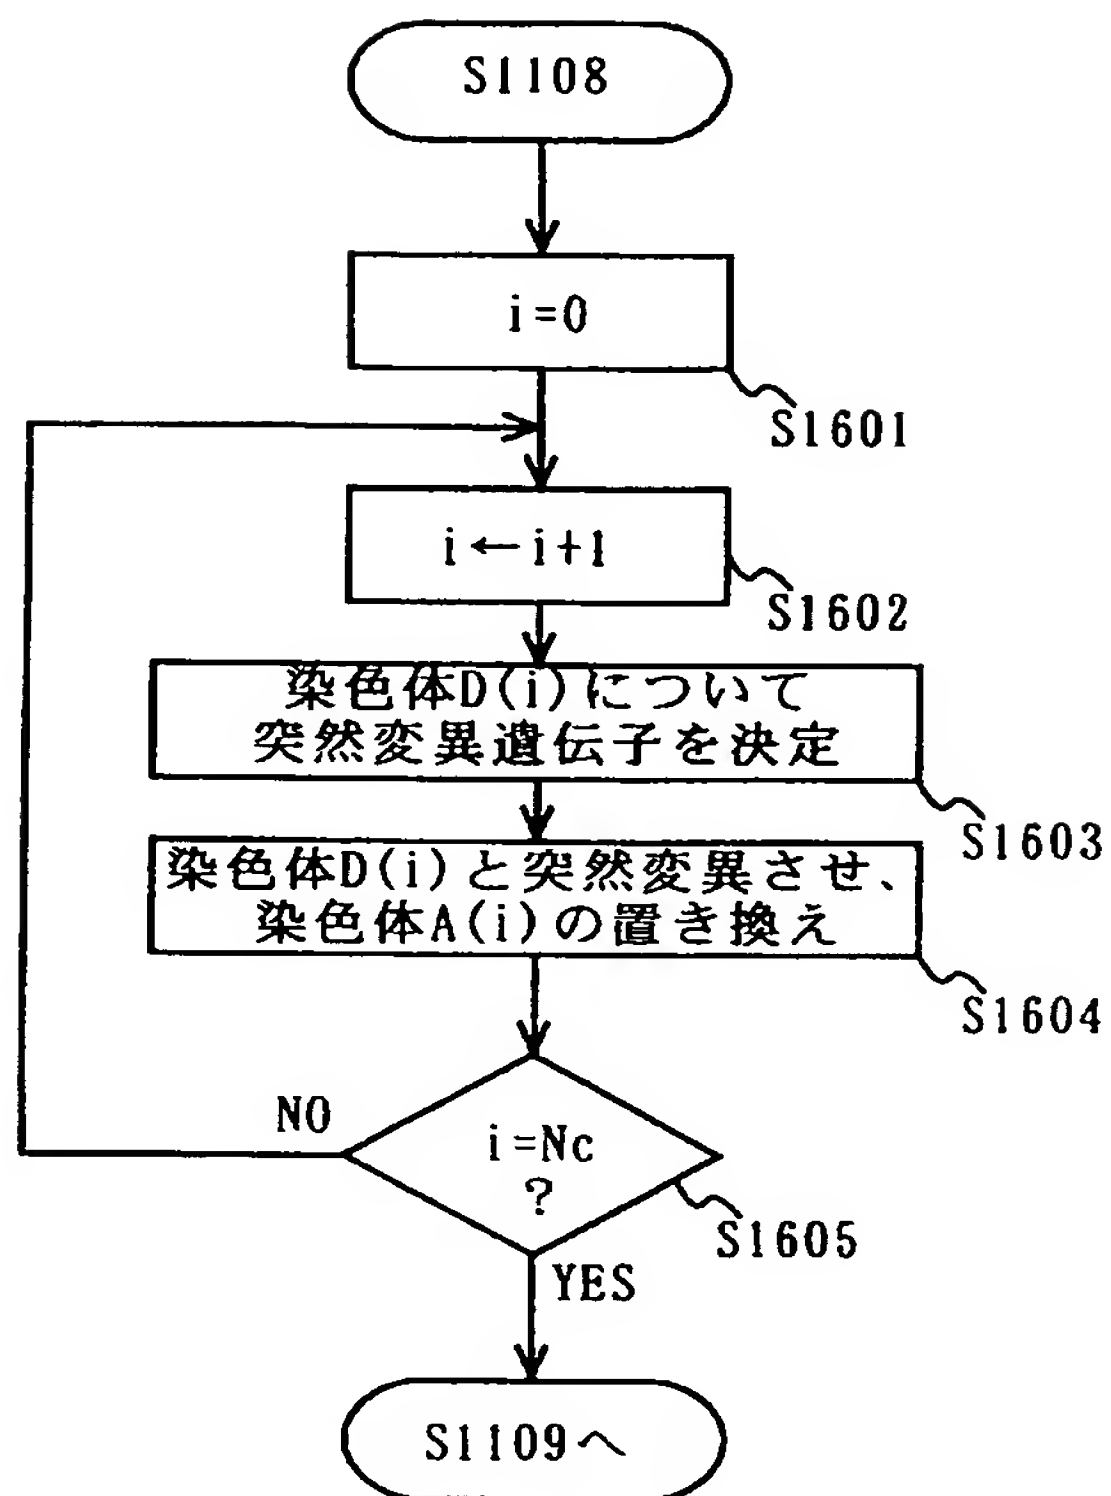 S1108
i=0
S1601
i←i+1
S1602
染色体D(i)について
突然変異遺伝子を決定
S1603
染色体D(i)と突然変異させ、
染色体A(i)の置き換え
S1604
NO
i=Nc
?
S1605
YES
S1109へ